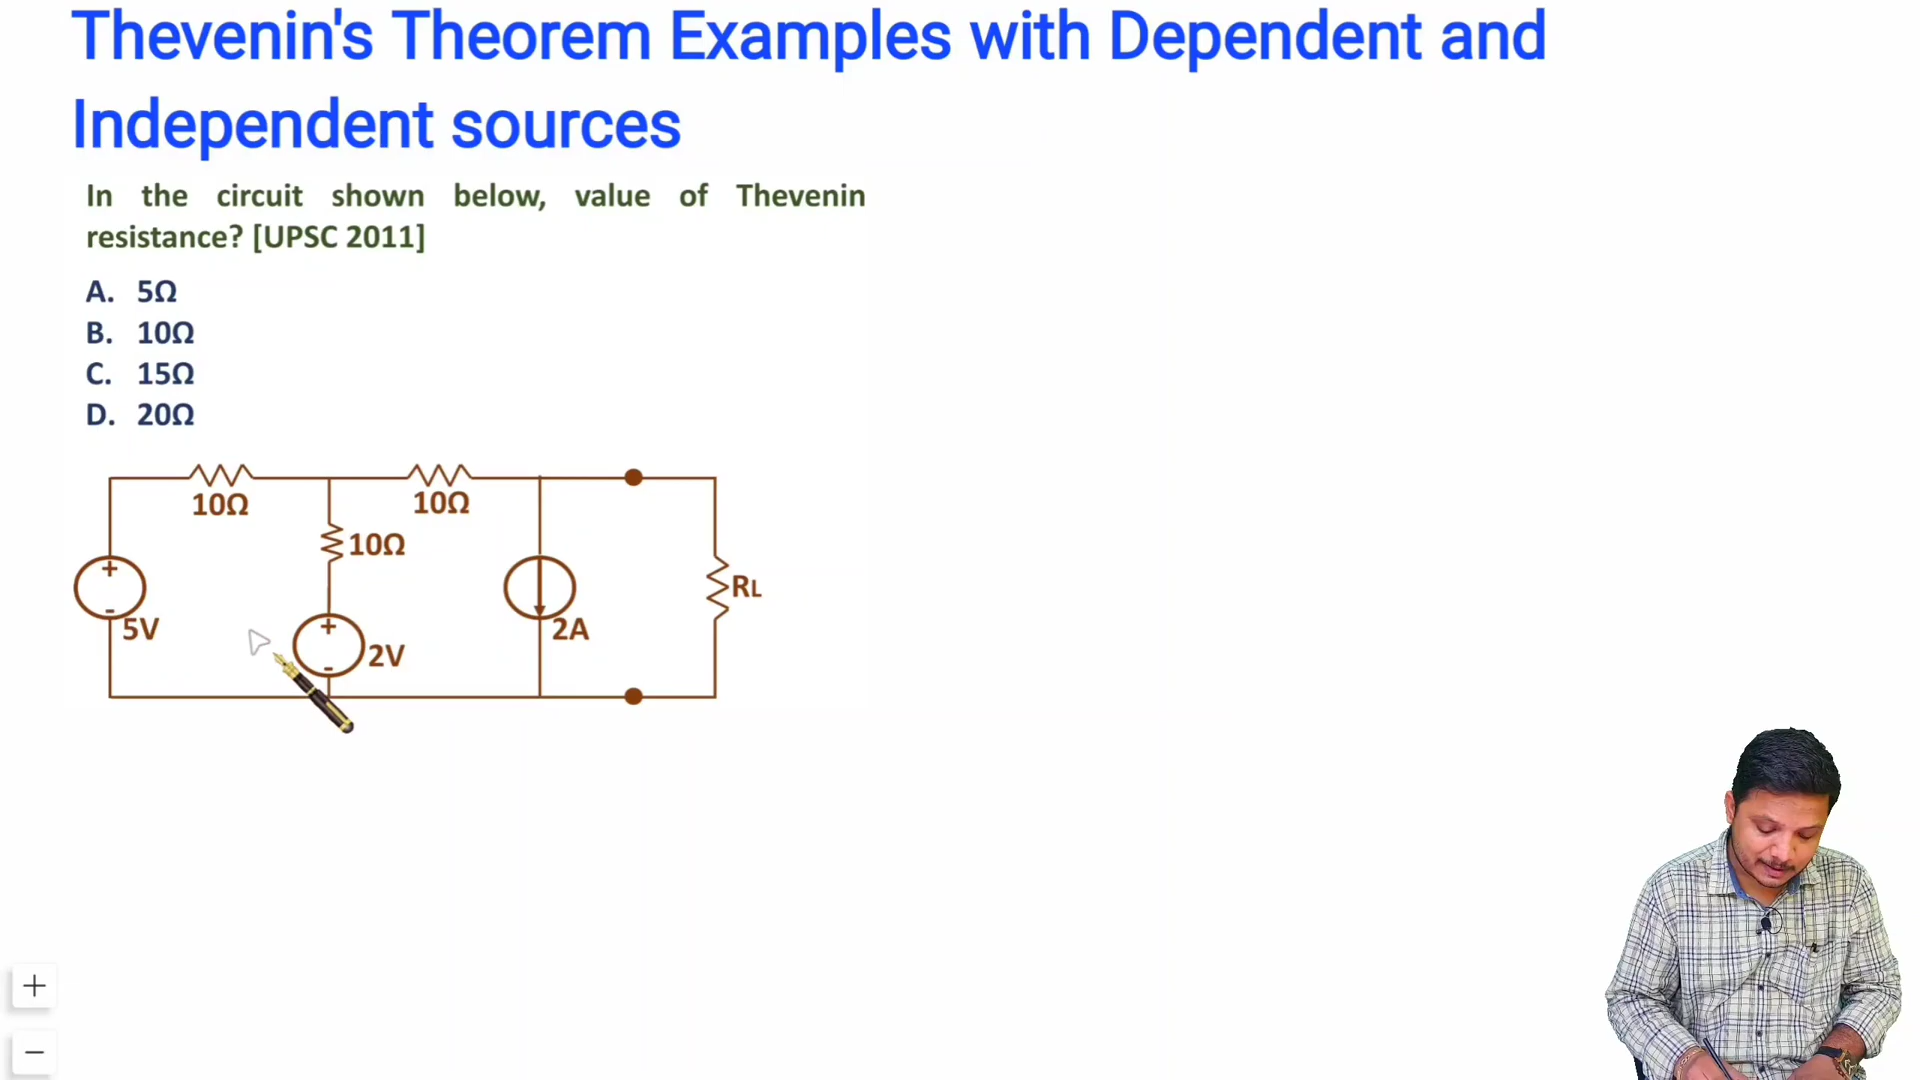 Thevenin's Theorem Examples with Dependent and
Independent sources
In the circuit shown below, value of Thevenin
resistance? [UPSC 2011]
A. 5Ω
B. 10Ω
C. 15Ω
D. 20Ω
10Ω
10Ω
10Ω
+
-
5V
+
-
2V
2A
RL
+
−